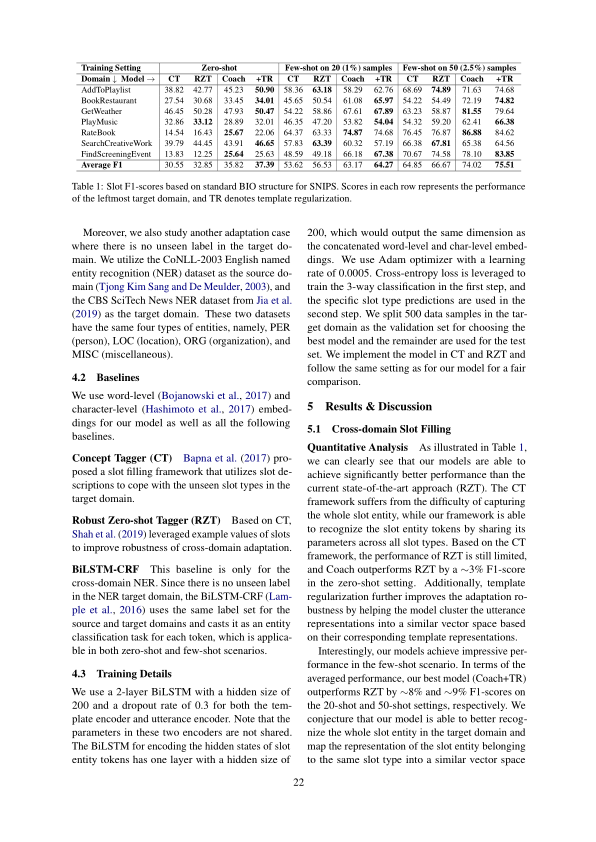 Training Setting Zero-shot Few-shot on 20 (1%) samples Few-shot on 50 (2.5%) samples
Domain ↓ Model → CT RZT Coach +TR CT RZT Coach +TR CT RZT Coach +TR
AddToPlaylist 38.82 42.77 45.23 50.90 58.36 63.18 58.29 62.76 68.69 74.89 71.63 74.68
BookRestaurant 27.54 30.68 33.45 34.01 45.65 50.54 61.08 65.97 54.22 54.49 72.19 74.82
GetWeather 46.45 50.28 47.93 50.47 54.22 58.86 67.61 67.89 63.23 58.87 81.55 79.64
PlayMusic 32.86 33.12 28.89 32.01 46.35 47.20 53.82 54.04 54.32 59.20 62.41 66.38
RateBook 14.54 16.43 25.67 22.06 64.37 63.33 74.87 74.68 76.45 76.87 86.88 84.62
SearchCreativeWork 39.79 44.45 43.91 46.65 57.83 63.39 60.32 57.19 66.38 67.81 65.38 64.56
FindScreeningEvent 13.83 12.25 25.64 25.63 48.59 49.18 66.18 67.38 70.67 74.58 78.10 83.85
Average F1 30.55 32.85 35.82 37.39 53.62 56.53 63.17 64.27 64.85 66.67 74.02 75.51
Table 1: Slot F1-scores based on standard BIO structure for SNIPS. Scores in each row represents the performance
of the leftmost target domain, and TR denotes template regularization.
Moreover, we also study another adaptation case
where there is no unseen label in the target do-
main. We utilize the CoNLL-2003 English named
entity recognition (NER) dataset as the source do-
main (Tjong Kim Sang and De Meulder, 2003), and
the CBS SciTech News NER dataset from Jia et al.
(2019) as the target domain. These two datasets
have the same four types of entities, namely, PER
(person), LOC (location), ORG (organization), and
MISC (miscellaneous).
4.2 Baselines
We use word-level (Bojanowski et al., 2017) and
character-level (Hashimoto et al., 2017) embed-
dings for our model as well as all the following
baselines.
Concept Tagger (CT) Bapna et al. (2017) pro-
posed a slot filling framework that utilizes slot de-
scriptions to cope with the unseen slot types in the
target domain.
Robust Zero-shot Tagger (RZT) Based on CT,
Shah et al. (2019) leveraged example values of slots
to improve robustness of cross-domain adaptation.
BiLSTM-CRF This baseline is only for the
cross-domain NER. Since there is no unseen label
in the NER target domain, the BiLSTM-CRF (Lam-
ple et al., 2016) uses the same label set for the
source and target domains and casts it as an entity
classification task for each token, which is applica-
ble in both zero-shot and few-shot scenarios.
4.3 Training Details
We use a 2-layer BiLSTM with a hidden size of
200 and a dropout rate of 0.3 for both the tem-
plate encoder and utterance encoder. Note that the
parameters in these two encoders are not shared.
The BiLSTM for encoding the hidden states of slot
entity tokens has one layer with a hidden size of
200, which would output the same dimension as
the concatenated word-level and char-level embed-
dings. We use Adam optimizer with a learning
rate of 0.0005. Cross-entropy loss is leveraged to
train the 3-way classification in the first step, and
the specific slot type predictions are used in the
second step. We split 500 data samples in the tar-
get domain as the validation set for choosing the
best model and the remainder are used for the test
set. We implement the model in CT and RZT and
follow the same setting as for our model for a fair
comparison.
5 Results & Discussion
5.1 Cross-domain Slot Filling
Quantitative Analysis As illustrated in Table 1,
we can clearly see that our models are able to
achieve significantly better performance than the
current state-of-the-art approach (RZT). The CT
framework suffers from the difficulty of capturing
the whole slot entity, while our framework is able
to recognize the slot entity tokens by sharing its
parameters across all slot types. Based on the CT
framework, the performance of RZT is still limited,
and Coach outperforms RZT by a ∼3% F1-score
in the zero-shot setting. Additionally, template
regularization further improves the adaptation ro-
bustness by helping the model cluster the utterance
representations into a similar vector space based
on their corresponding template representations.
Interestingly, our models achieve impressive per-
formance in the few-shot scenario. In terms of the
averaged performance, our best model (Coach+TR)
outperforms RZT by ∼8% and ∼9% F1-scores on
the 20-shot and 50-shot settings, respectively. We
conjecture that our model is able to better recog-
nize the whole slot entity in the target domain and
map the representation of the slot entity belonging
to the same slot type into a similar vector space
22